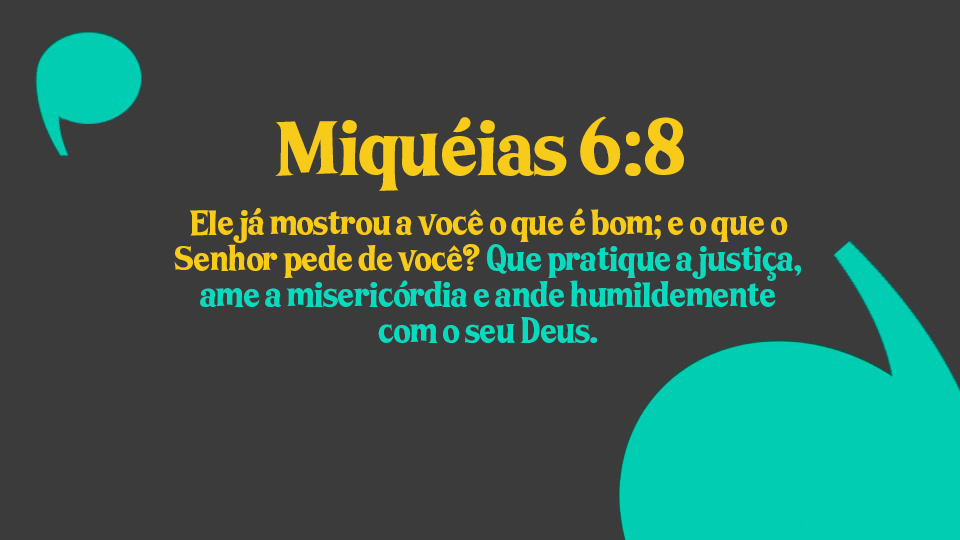 Miquéias 6:8
Ele já mostrou a você o que é bom; e o que o
Senhor pede de você? Que pratique a justiça,
ame a misericórdia e ande humildemente
com o seu Deus.